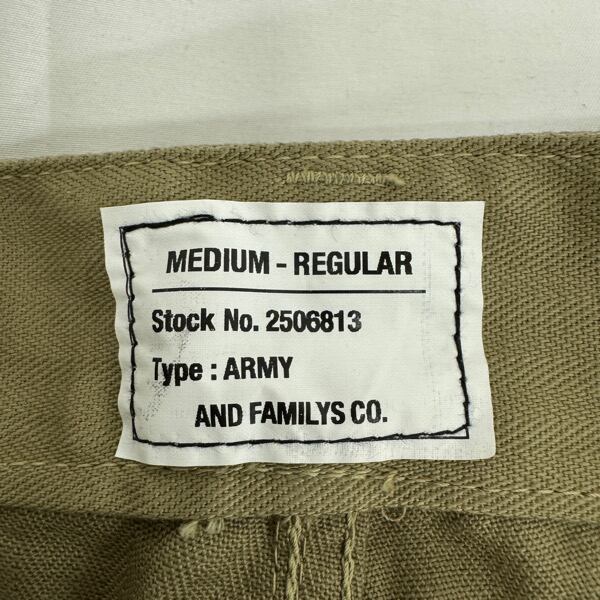 MEDIUM - REGULAR
Stock No. 2506813
Type : ARMY
AND FAMILYS CO.